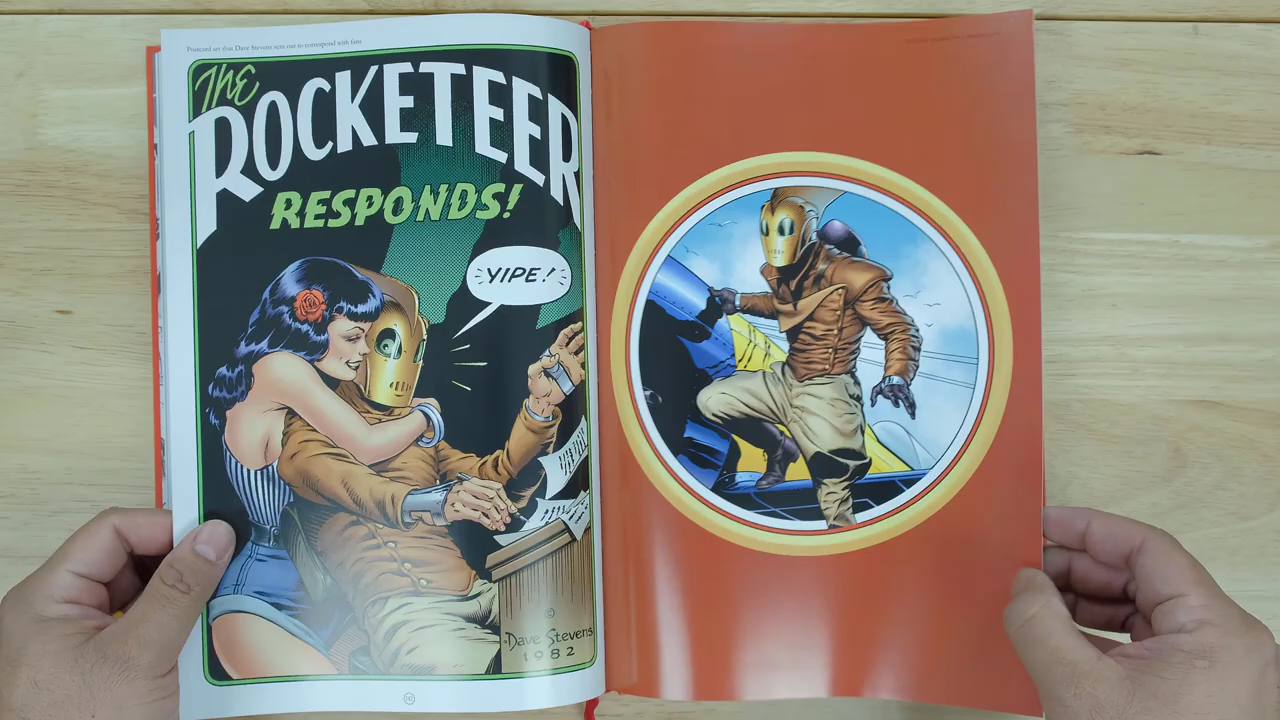 Postcard art that Dave Stevens sent out to correspond with fans
THE
ROCKETEER
RESPONDS!
YIPE!
©
Dave Stevens
1982